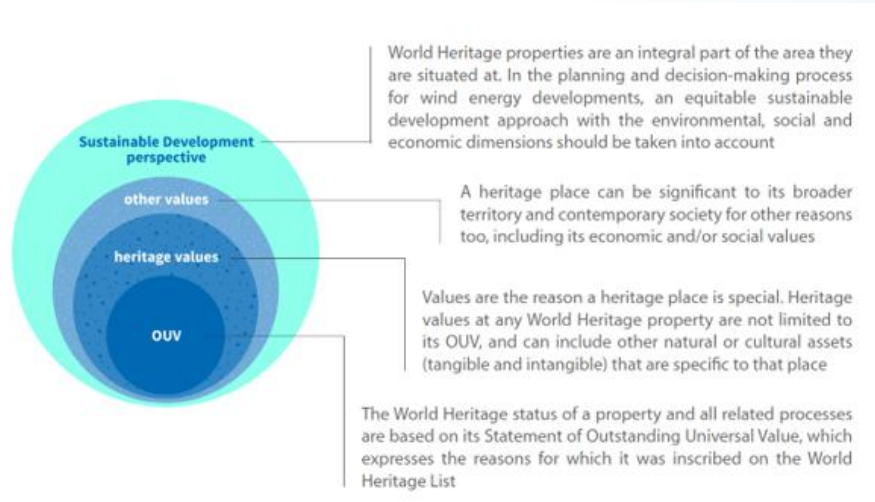 World Heritage properties are an integral part of the area they
are situated at. In the planning and decision-making process
for wind energy developments, an equitable sustainable
development approach with the environmental, social and
economic dimensions should be taken into account
Sustainable Development
perspective
A heritage place can be significant to its broader
territory and contemporary society for other reasons
too, including its economic and/or social values
other values
heritage values
Values are the reason a heritage place is special. Heritage
values at any World Heritage property are not limited to
its OUV, and can include other natural or cultural assets
(tangible and intangible) that are specific to that place
OUV
The World Heritage status of a property and all related processes
are based on its Statement of Outstanding Universal Value, which
expresses the reasons for which it was inscribed on the World
Heritage List